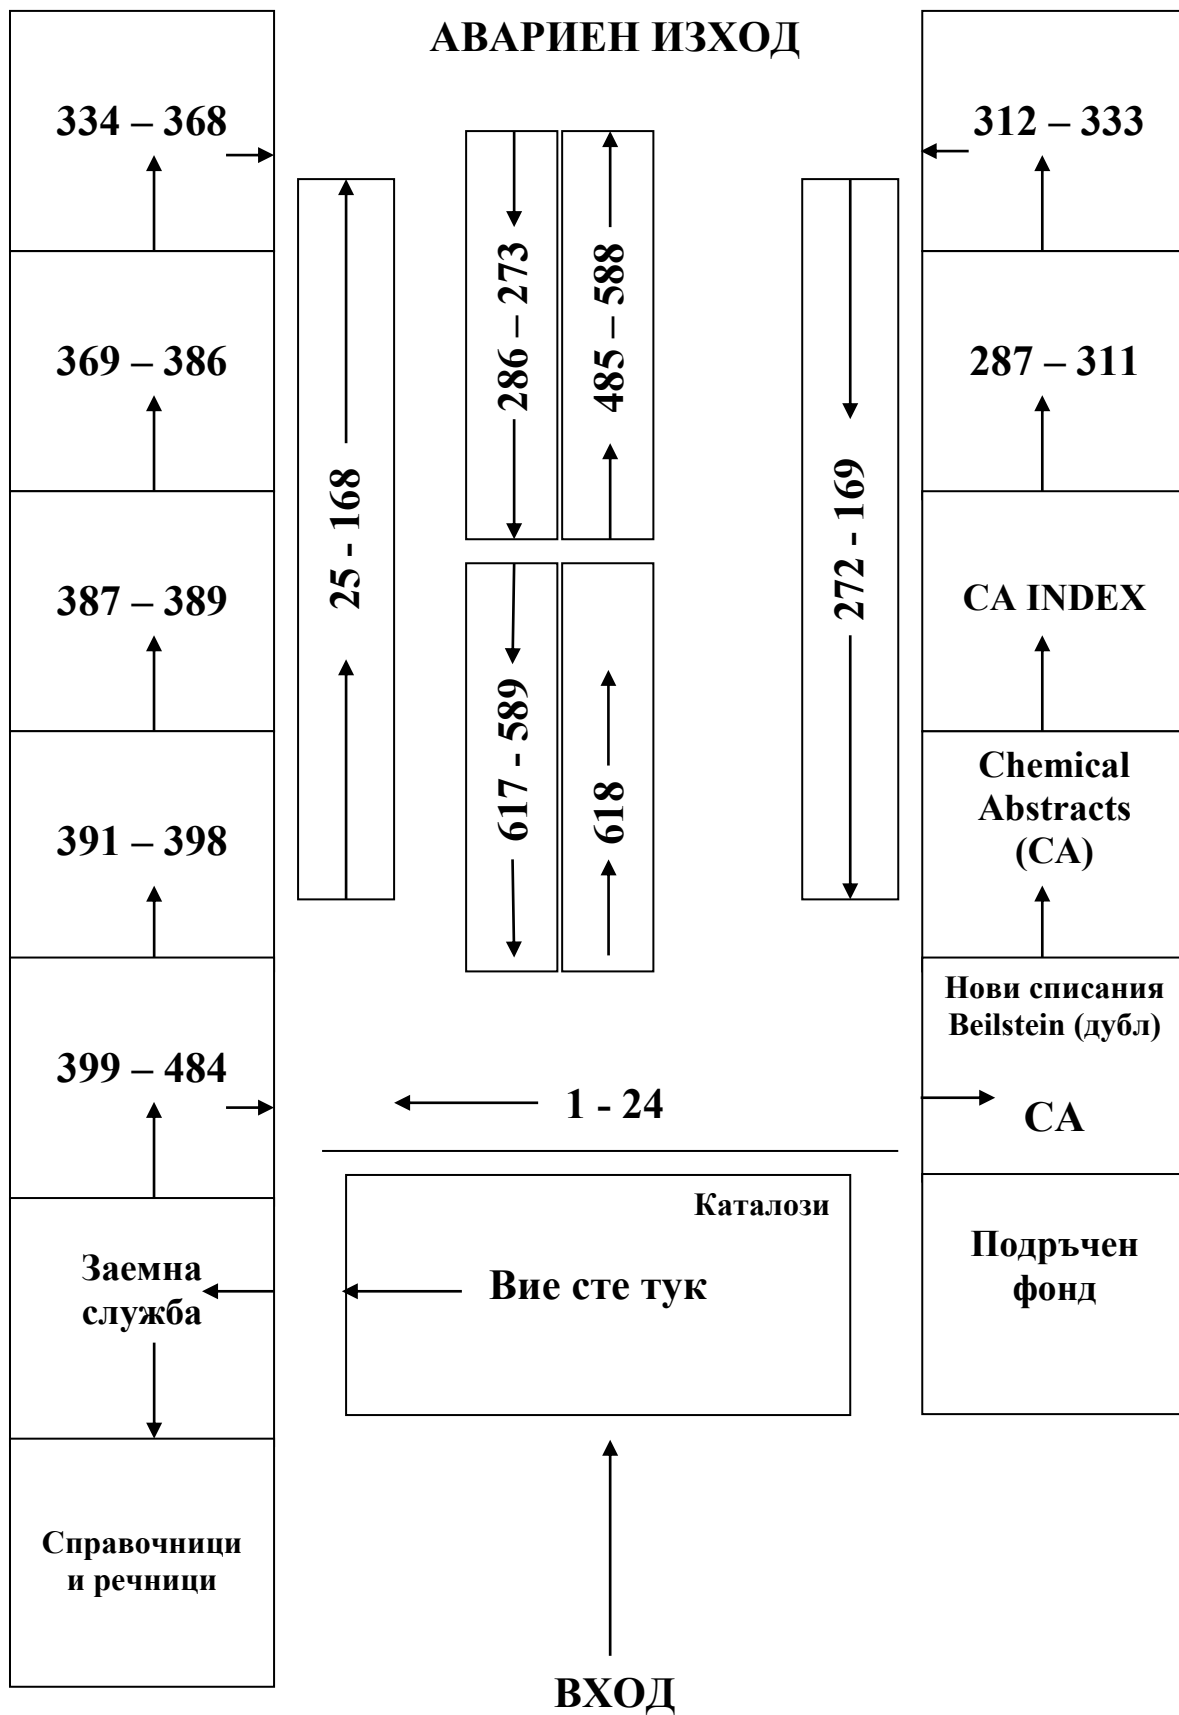 АВАРИЕН ИЗХОД
334 – 368
312 – 333
286 – 273
485 – 588
369 – 386
287 – 311
25 - 168
272 - 169
387 – 389
CA INDEX
617 - 589
618
391 – 398
Chemical
Abstracts
(CA)
399 – 484
Нови списания
Beilstein (дубл)
CA
1 - 24
Каталози
Заемна
служба
Вие сте тук
Подръчен
фонд
Справочници
и речници
ВХОД